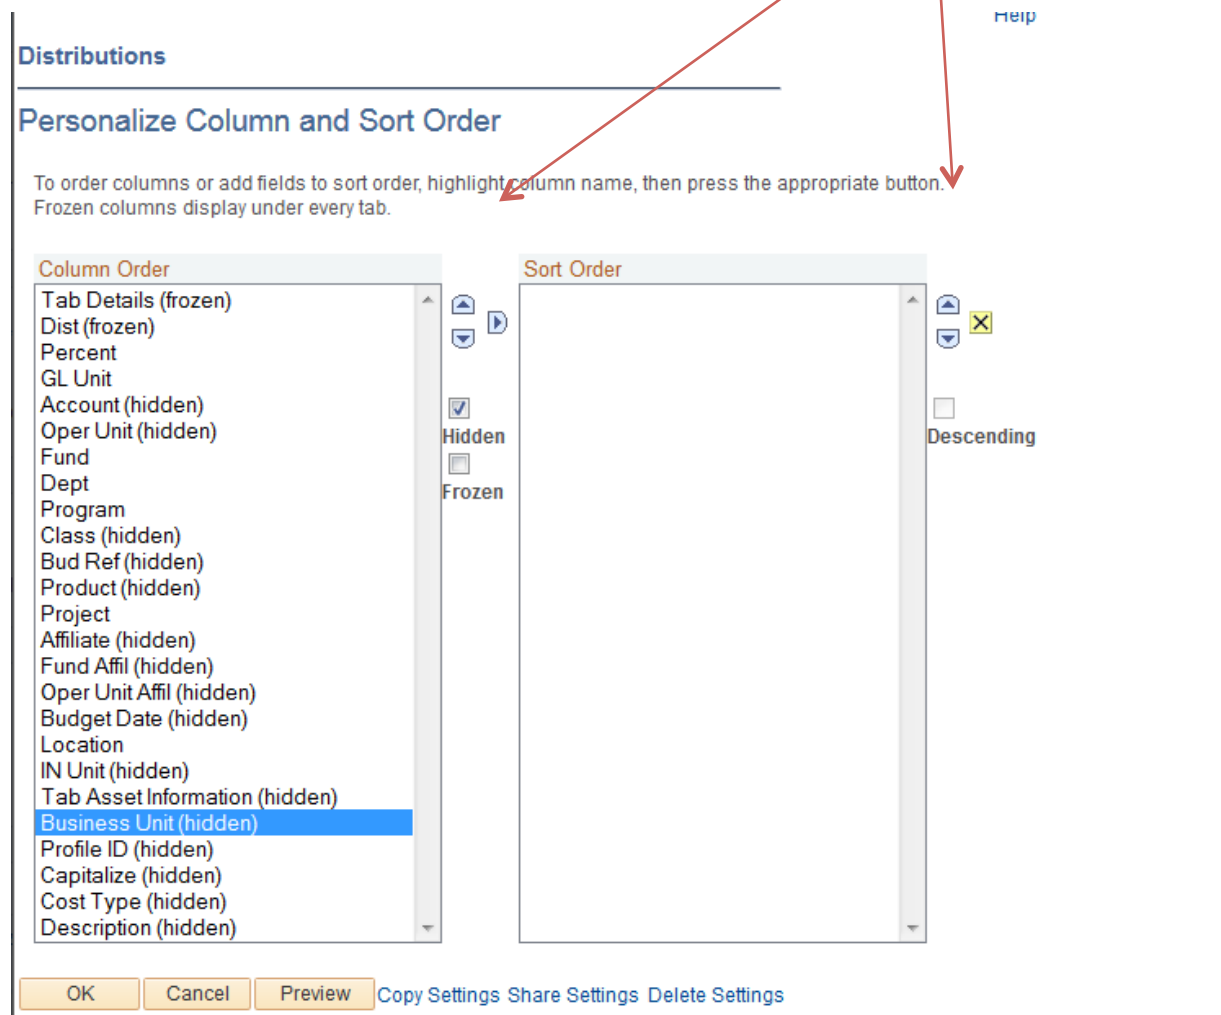 Help
Distributions
Personalize Column and Sort Order
To order columns or add fields to sort order, highlight column name, then press the appropriate button.
Frozen columns display under every tab.
Column Order
Tab Details (frozen)
Dist (frozen)
Percent
GL Unit
Account (hidden)
Oper Unit (hidden)
Fund
Dept
Program
Class (hidden)
Bud Ref (hidden)
Product (hidden)
Project
Affiliate (hidden)
Fund Affil (hidden)
Oper Unit Affil (hidden)
Budget Date (hidden)
Location
IN Unit (hidden)
Tab Asset Information (hidden)
Business Unit (hidden)
Profile ID (hidden)
Capitalize (hidden)
Cost Type (hidden)
Description (hidden)
Hidden
Frozen
Sort Order
Descending
OK Cancel Preview Copy Settings Share Settings Delete Settings